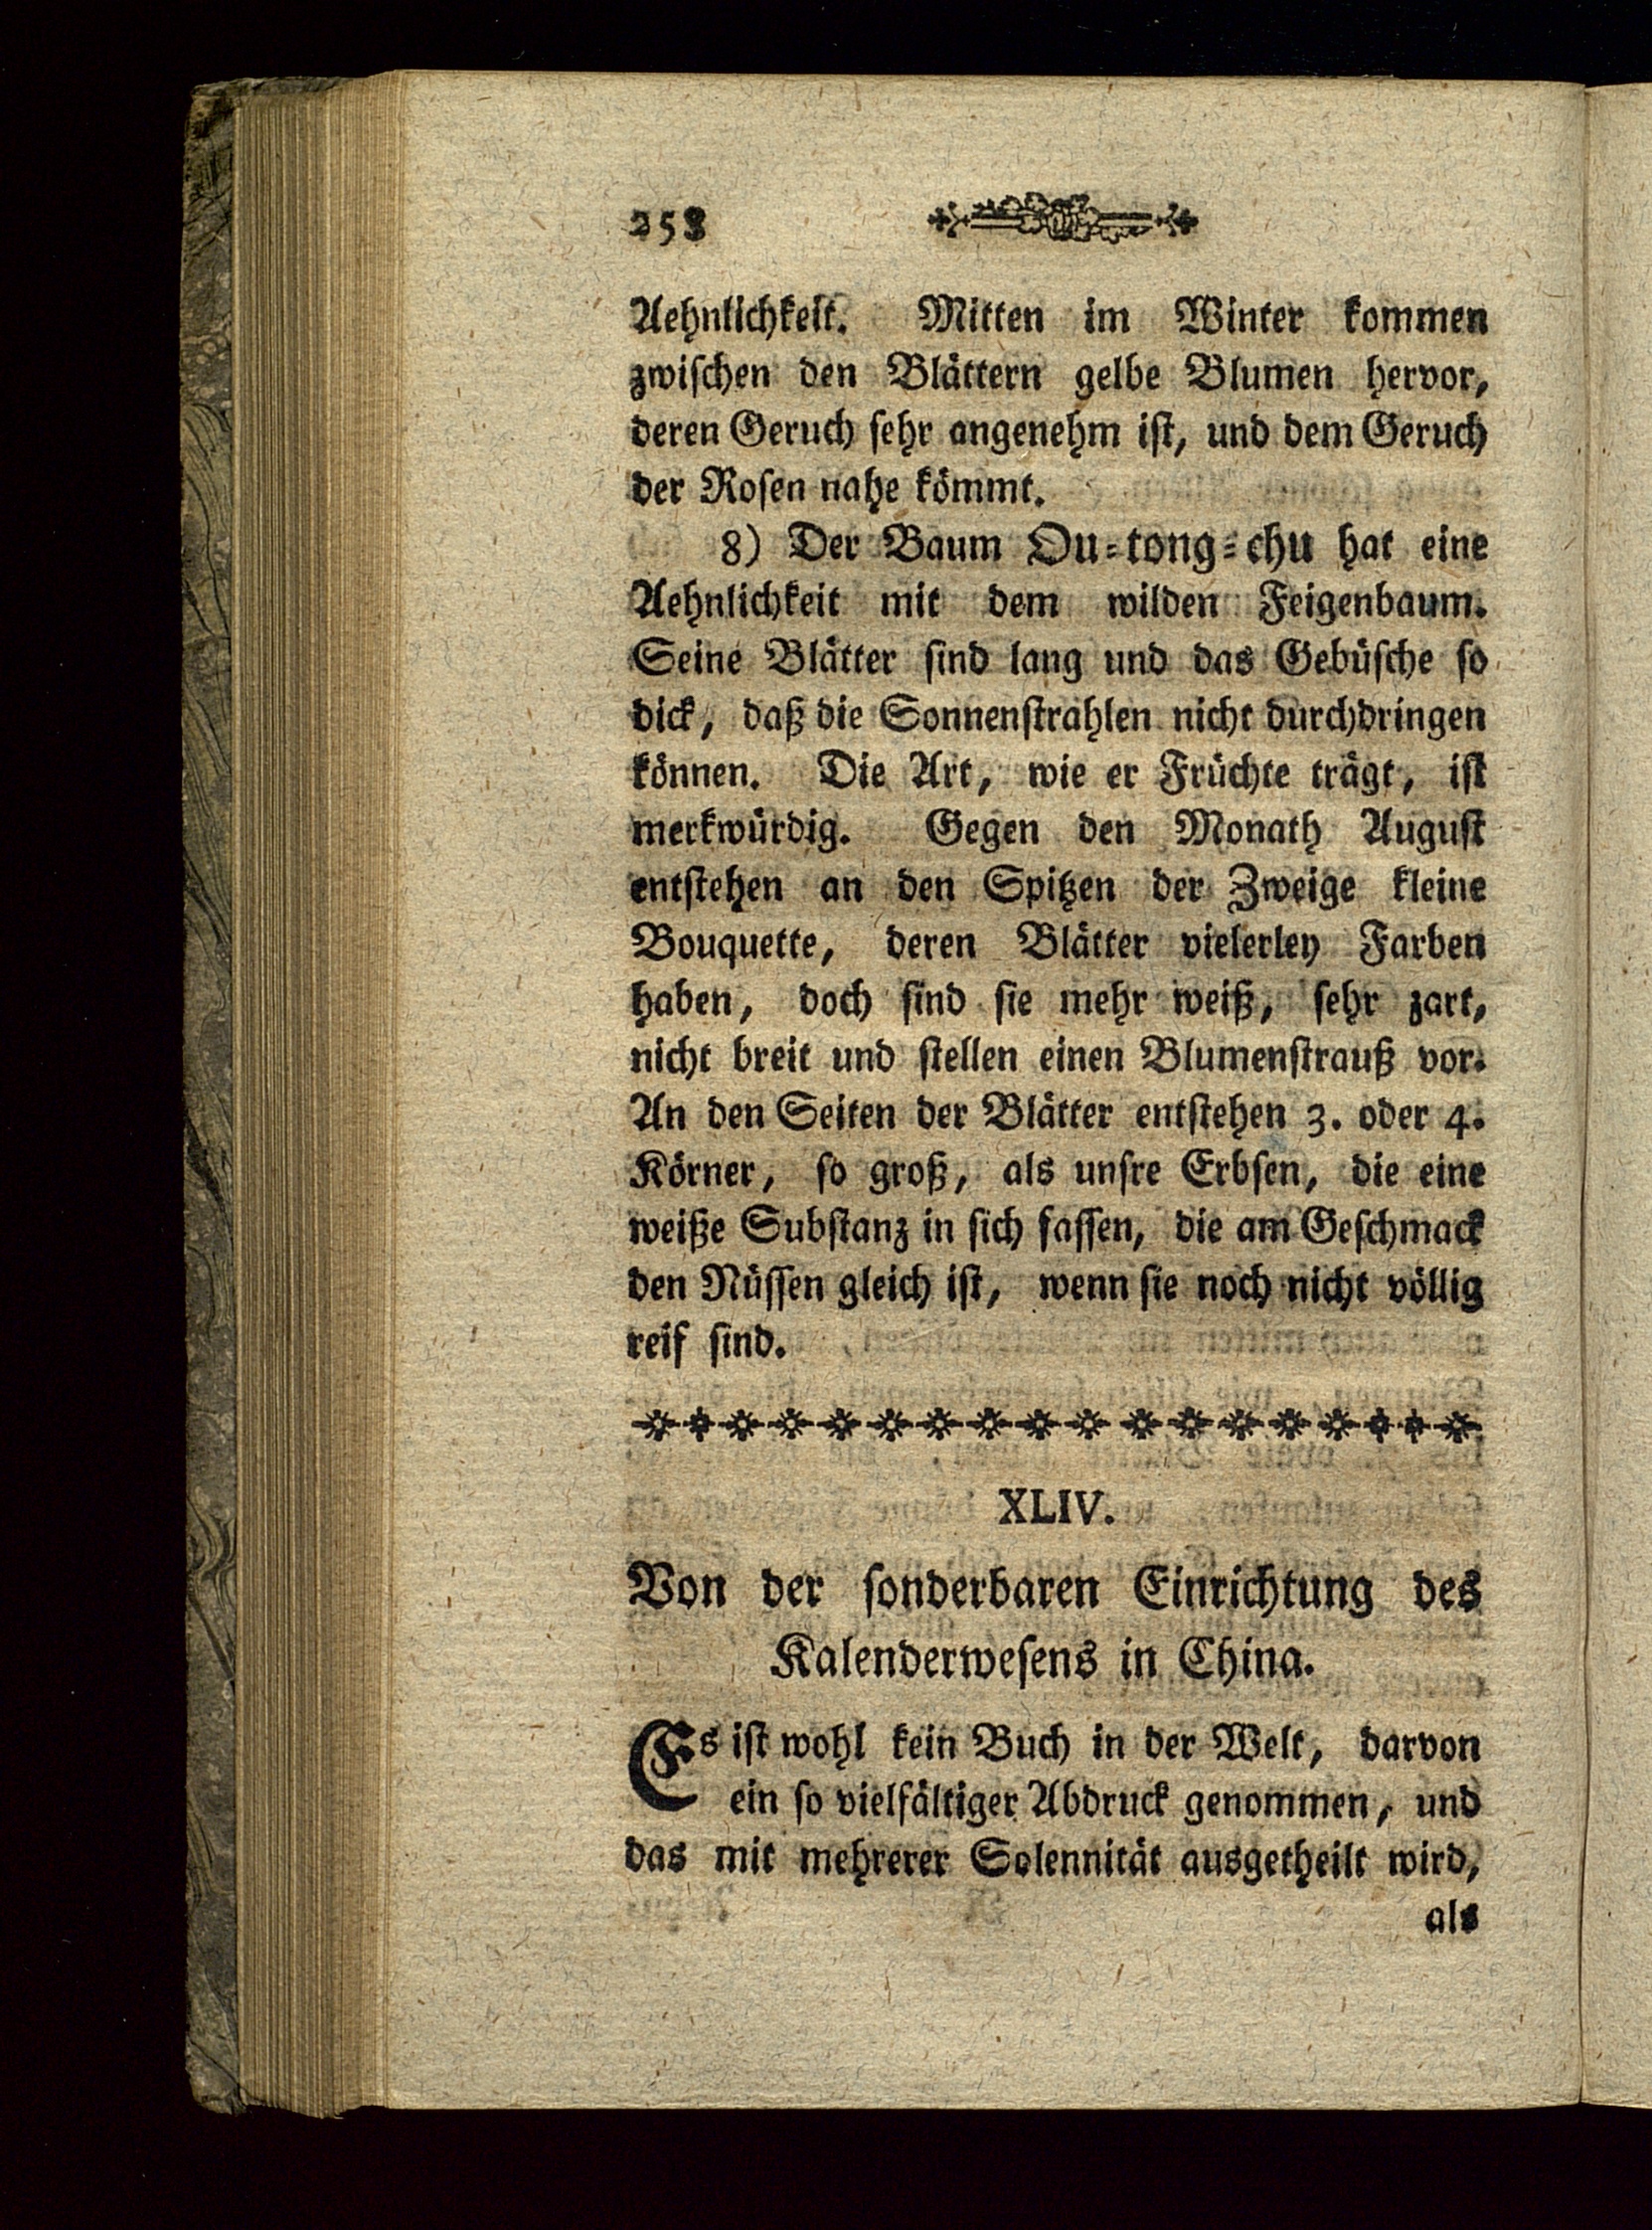 258
Aehnlichkeit. Mitten im Winter kommen
zwischen den Blättern gelbe Blumen hervor,
deren Geruch sehr angenehm ist, und dem Geruch
der Rosen nahe kömmt.
8) Der Baum Ou-tong-chu hat eine
Aehnlichkeit mit dem wilden Feigenbaum.
Seine Blätter sind lang und das Gebüsche so
dick, daß die Sonnenstrahlen nicht durchdringen
können. Die Art, wie er Früchte trägt, ist
merkwürdig. Gegen den Monath August
entstehen an den Spitzen der Zweige kleine
Bouquette, deren Blätter vielerley Farben
haben, doch sind sie mehr weiß, sehr zart,
nicht breit und stellen einen Blumenstrauß vor.
An den Seiten der Blätter entstehen 3. oder 4.
Körner, so groß, als unsre Erbsen, die eine
weiße Substanz in sich fassen, die am Geschmack
den Nüssen gleich ist, wenn sie noch nicht völlig
reif sind.
XLIV.
Von der sonderbaren Einrichtung des
Kalenderwesens in China.
Es ist wohl kein Buch in der Welt, darvon
ein so vielfältiger Abdruck genommen, und
das mit mehrerer Solennität ausgetheilt wird,
als